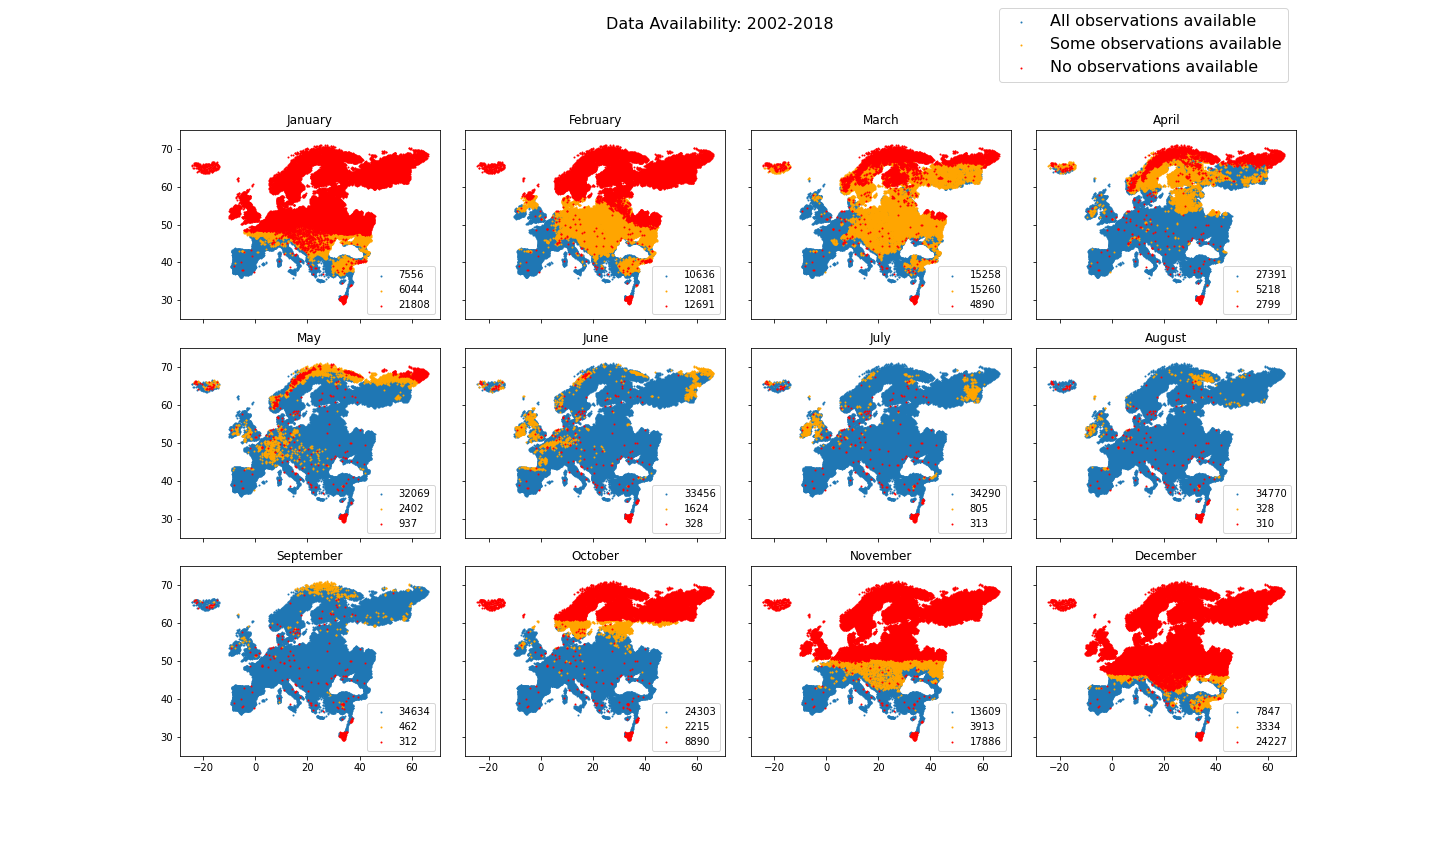 Data Availability: 2002-2018
All observations available
Some observations available
No observations available
January
February
March
April
70
60
50
40
30
7556
6044
21808
10636
12081
12691
15258
15260
4890
27391
5218
2799
May
June
July
August
70
60
50
40
30
32069
2402
937
33456
1624
328
34290
805
313
34770
328
310
September
October
November
December
70
60
50
40
30
34634
462
312
24303
2215
8890
13609
3913
17886
7847
3334
24227
−20 0 20 40 60
−20 0 20 40 60
−20 0 20 40 60
−20 0 20 40 60